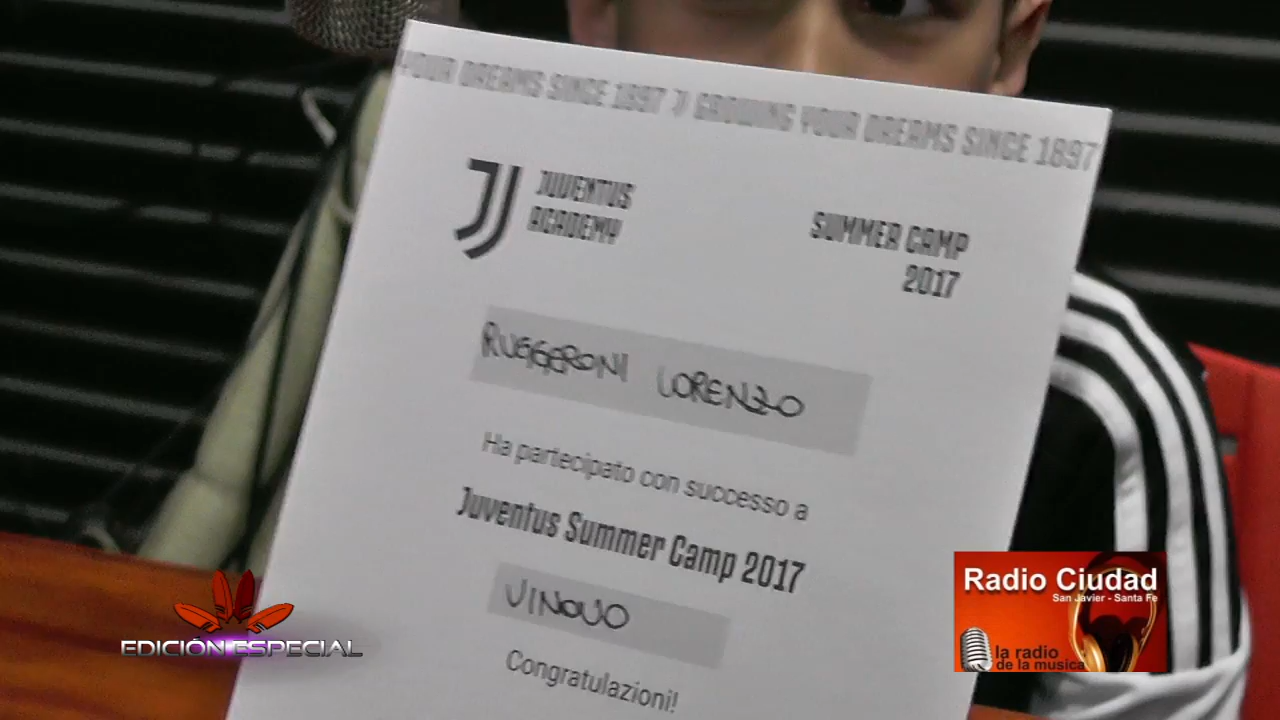 YOUR DREAMS SINCE 1897 )) GROWING YOUR DREAMS SINCE 1897
JUVENTUS
ACADEMY
SUMMER CAMP
2017
RUGGERONI LORENZO
Ha partecipato con successo a
Juventus Summer Camp 2017
VINOVO
Congratulazioni!
EDICIÓN ESPECIAL
Radio Ciudad
San Javier - Santa Fe
la radio
de la musica